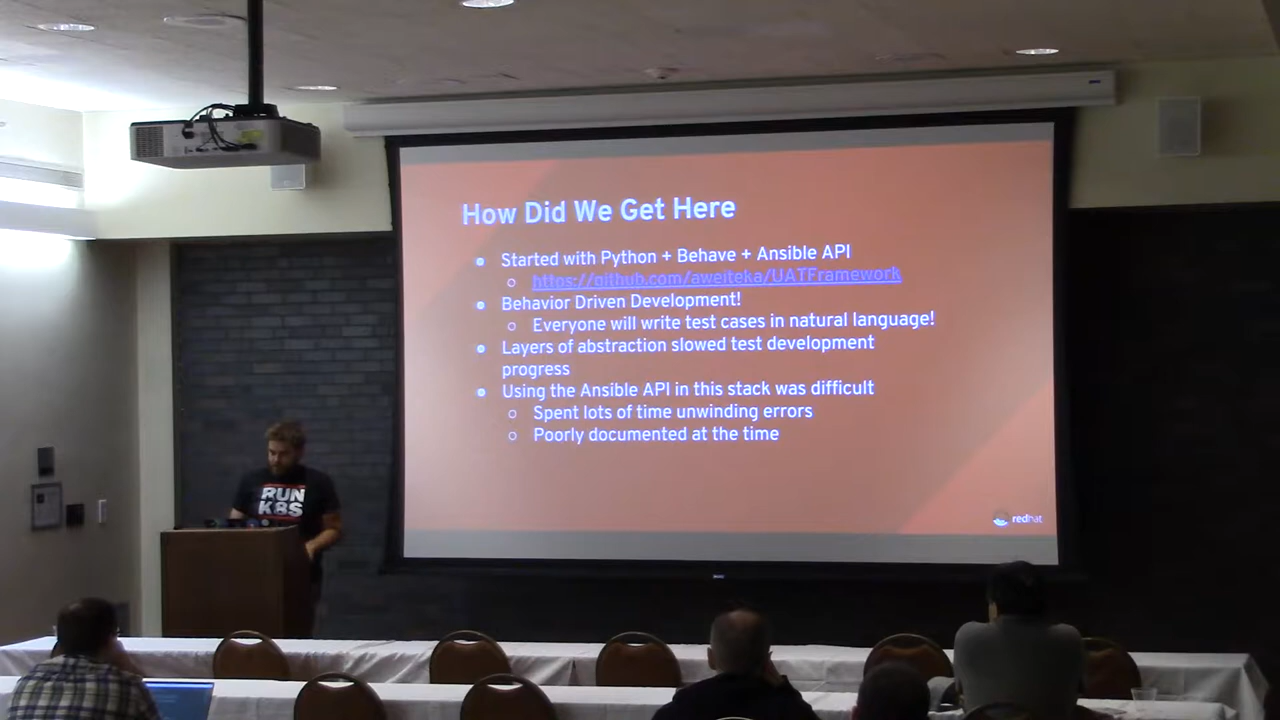 How Did We Get Here
Started with Python + Behave + Ansible API
https://github.com/aweiteka/UATFramework
Behavior Driven Development!
Everyone will write test cases in natural language!
Layers of abstraction slowed test development
progress
Using the Ansible API in this stack was difficult
Spent lots of time unwinding errors
Poorly documented at the time
redhat
RUN
K8S